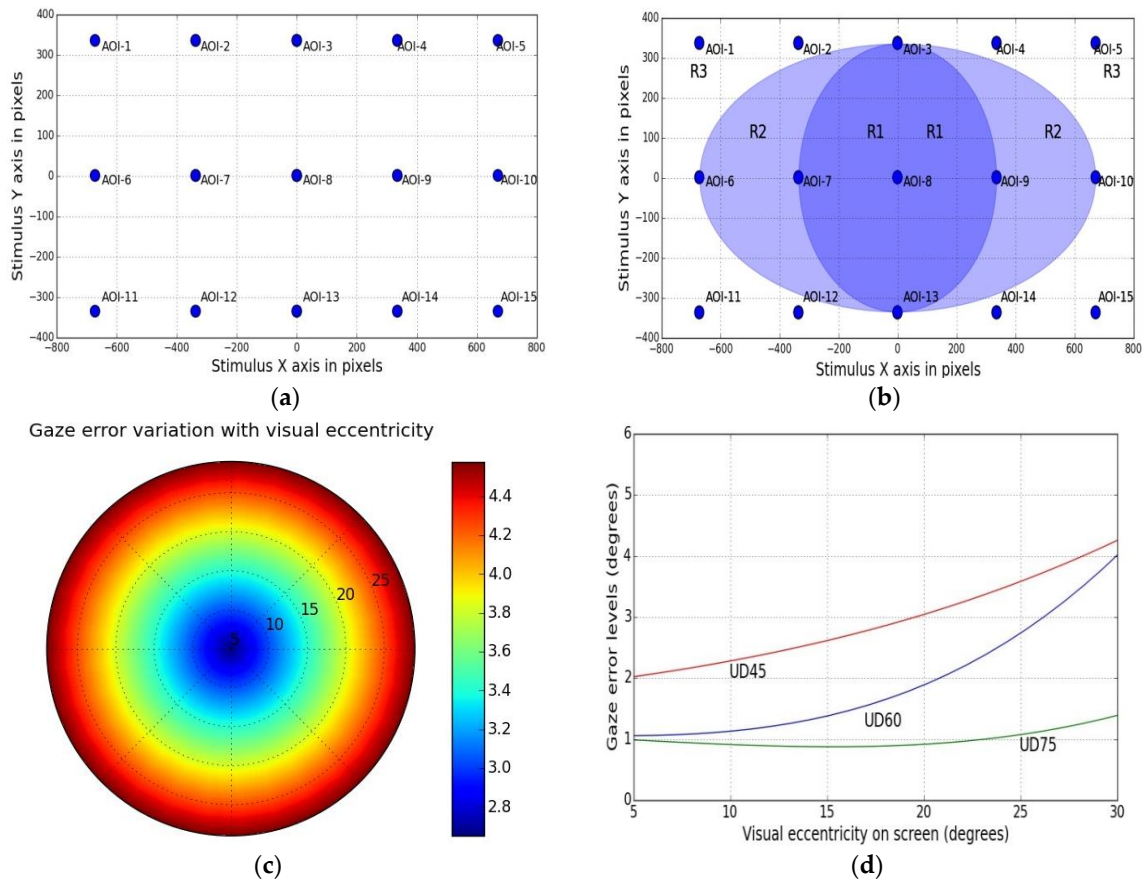 400
300
200
100
0
−100
−200
−300
−400
Stimulus Y axis in pixels
AOI-1 AOI-2 AOI-3 AOI-4 AOI-5
AOI-6 AOI-7 AOI-8 AOI-9 AOI-10
AOI-11 AOI-12 AOI-13 AOI-14 AOI-15
−800 −600 −400 −200 0 200 400 600 800
Stimulus X axis in pixels
(a)
400
300
200
100
0
−100
−200
−300
−400
Stimulus Y axis in pixels
AOI-1 AOI-2 AOI-3 AOI-4 AOI-5
R3 R3
R2 R1 R1 R2
AOI-6 AOI-7 AOI-8 AOI-9 AOI-10
AOI-11 AOI-12 AOI-13 AOI-14 AOI-15
−800 −600 −400 −200 0 200 400 600 800
Stimulus X axis in pixels
(b)
Gaze error variation with visual eccentricity
5 10 15 20 25
4.4
4.2
4.0
3.8
3.6
3.4
3.2
3.0
2.8
(c)
6
5
4
3
2
1
0
Gaze error levels (degrees)
UD45
UD60
UD75
5 10 15 20 25 30
Visual eccentricity on screen (degrees)
(d)